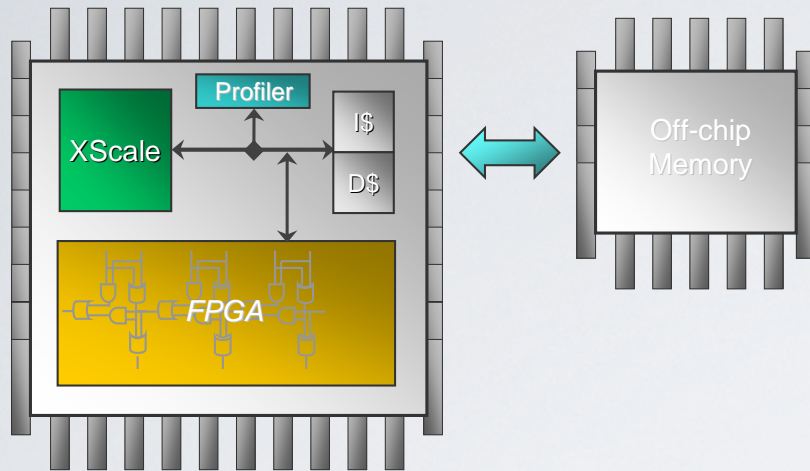 Profiler
XScale
I$
D$
FPGA
Off-chip
Memory